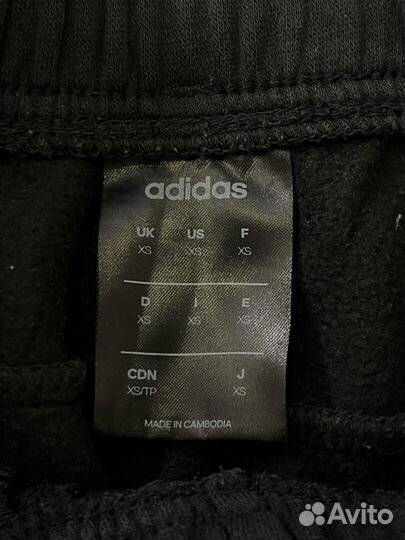 adidas
UK US F
XS XS XS
D I E
XS XS XS
CDN J
XS/TP XS
MADE IN CAMBODIA
Avito